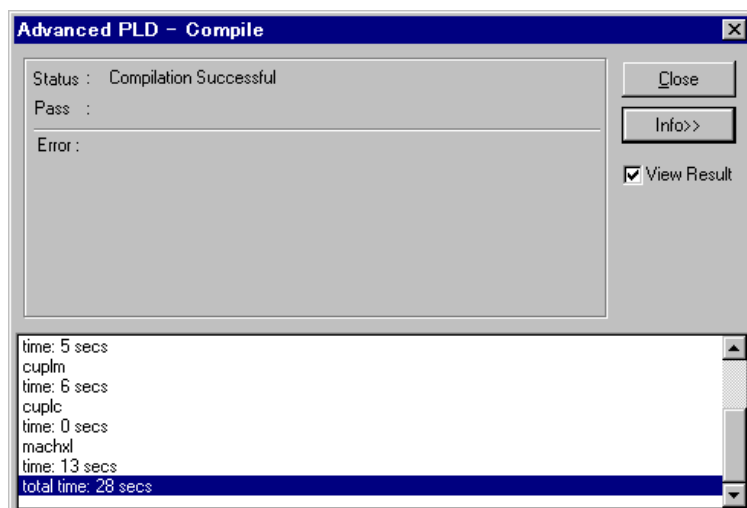 Advanced PLD - Compile
Status : Compilation Successful
Close
Pass :
Info>>
Error :
View Result
time: 5 secs
cuplm
time: 6 secs
cuplc
time: 0 secs
machxl
time: 13 secs
total time: 28 secs